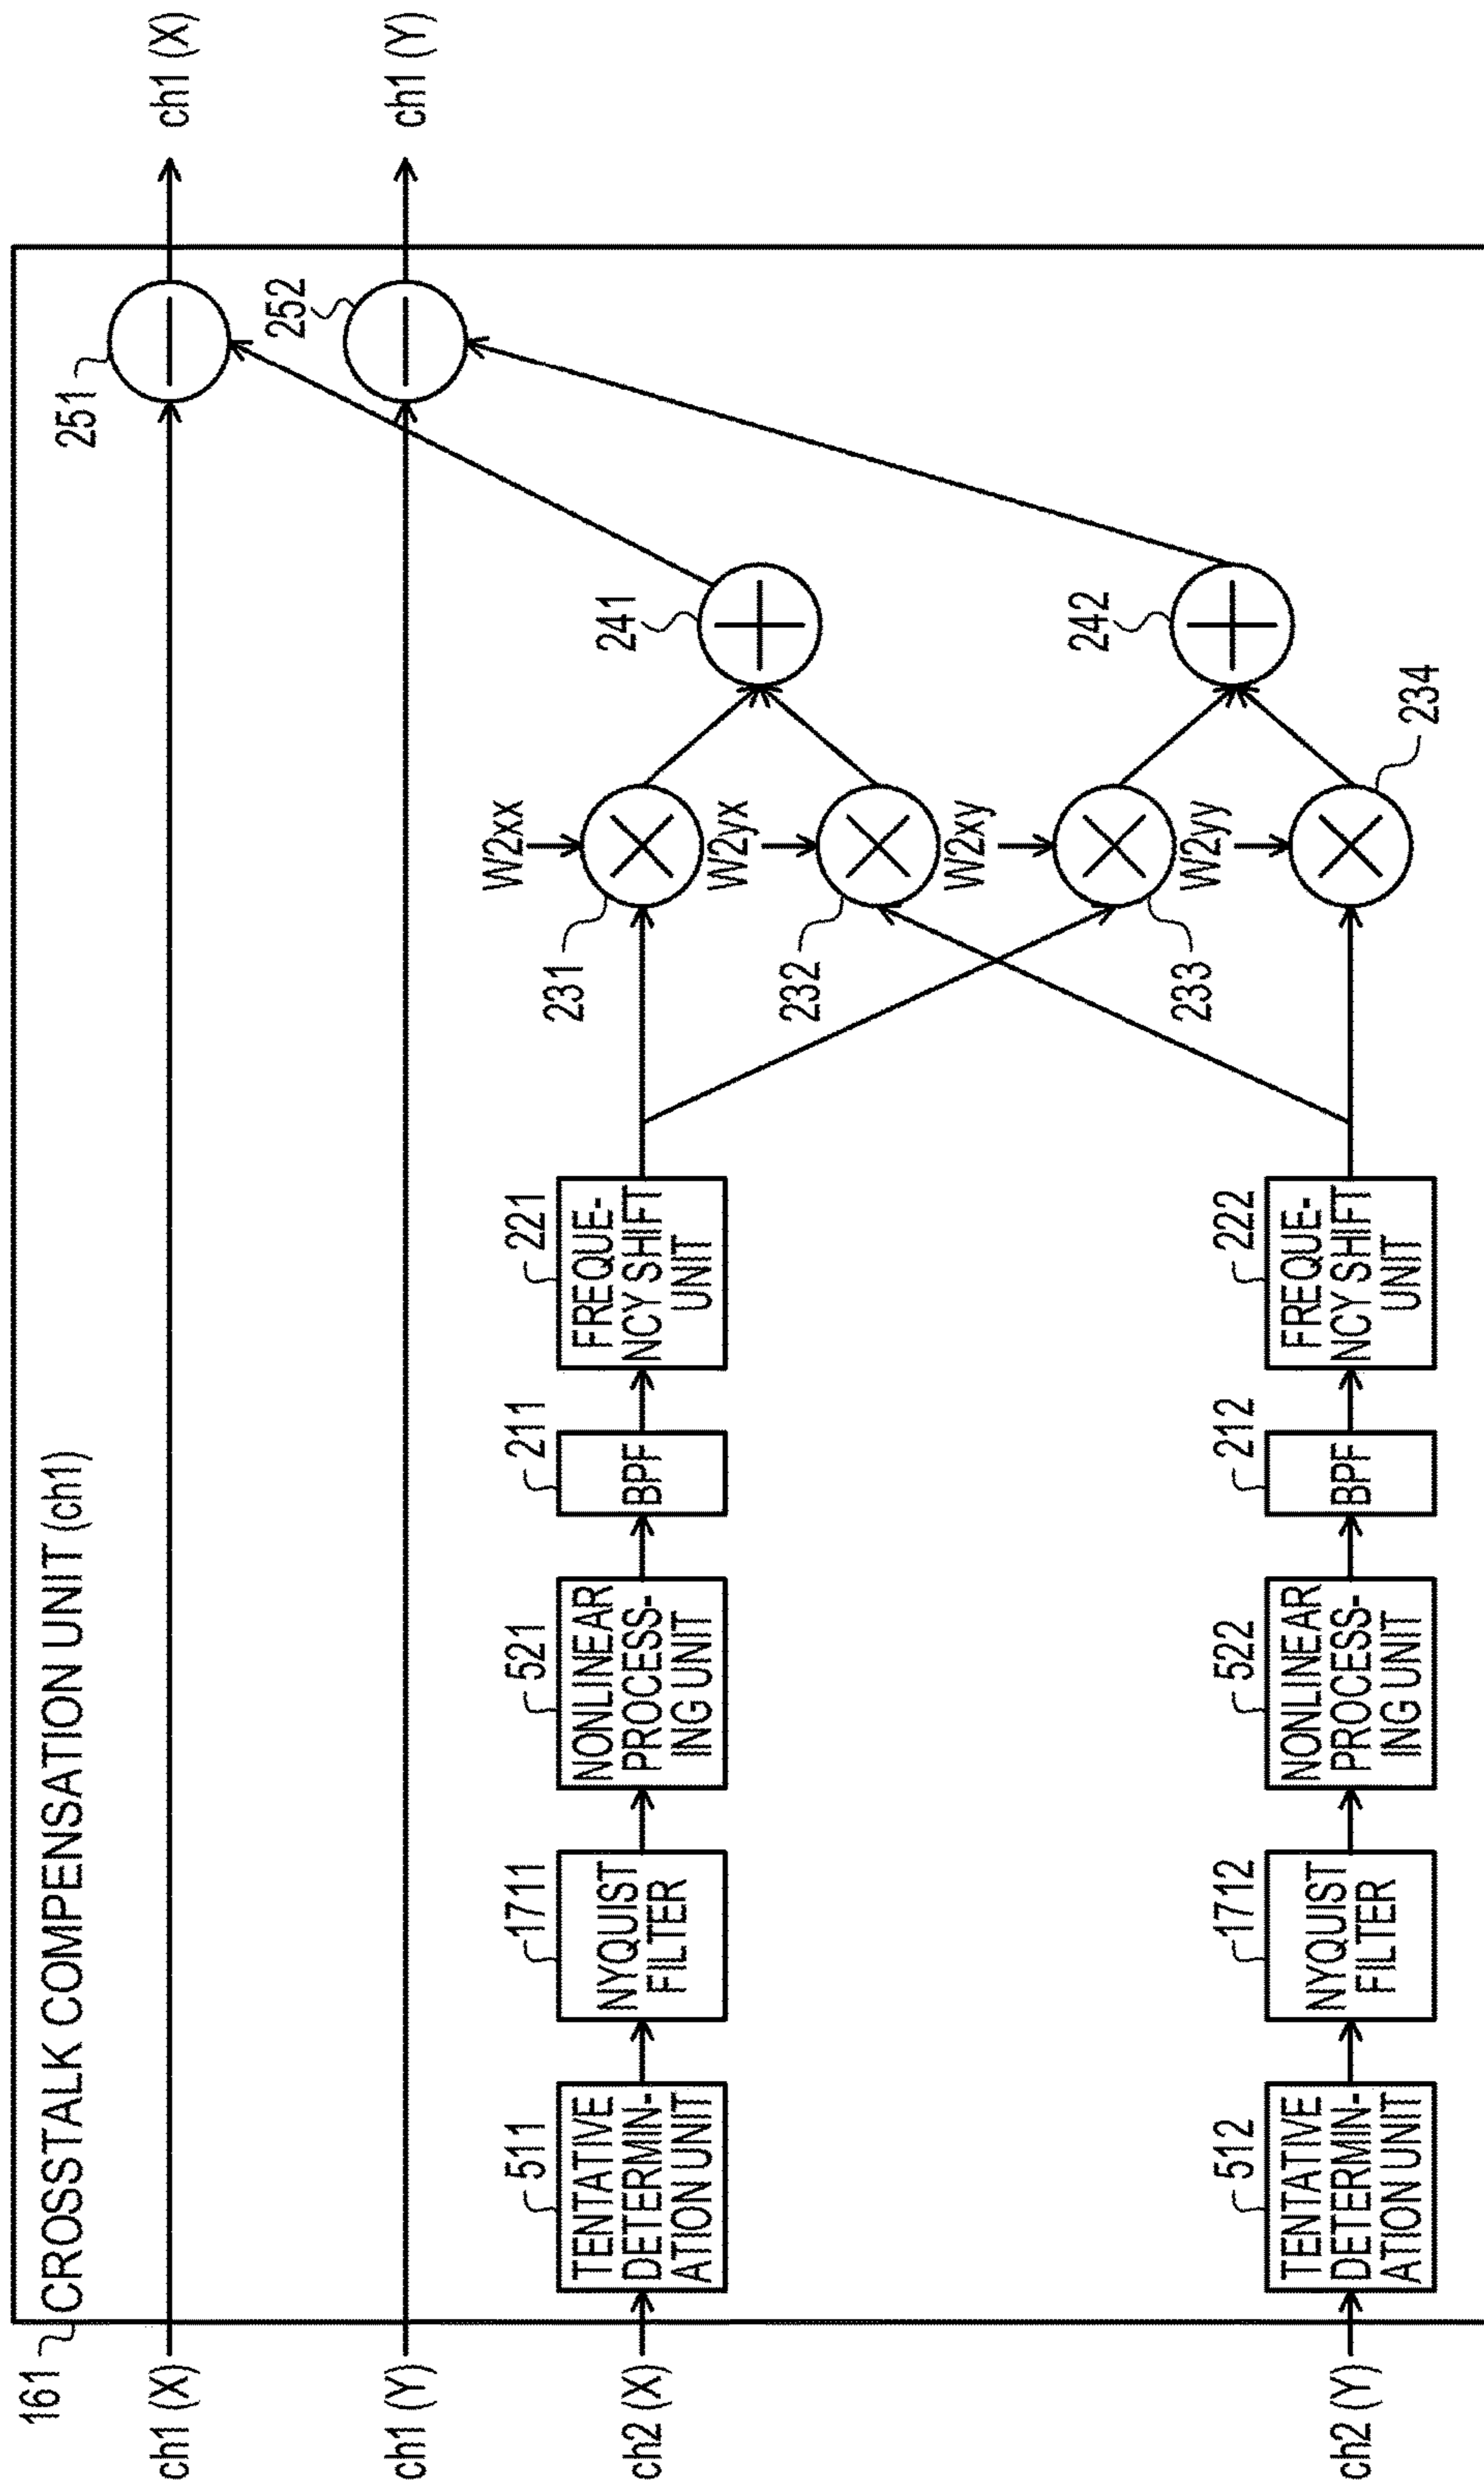 161
CROSSTALK COMPENSATION UNIT (ch1)
ch1 (X)
251
ch1 (X)
ch1 (Y)
252
ch1 (Y)
ch2 (X)
511
TENTATIVE
DETERMIN-
ATION UNIT
1711
NYQUIST
FILTER
521
NONLINEAR
PROCESS-
ING UNIT
211
BPF
221
FREQUE-
NCY SHIFT
UNIT
231
W2xx
241
232
W2yx
233
W2xy
242
W2yy
234
ch2 (Y)
512
TENTATIVE
DETERMIN-
ATION UNIT
1712
NYQUIST
FILTER
522
NONLINEAR
PROCESS-
ING UNIT
212
BPF
222
FREQUE-
NCY SHIFT
UNIT